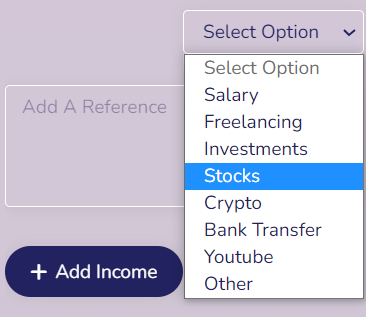 Select Option
Select Option
Add A Reference
Salary
Freelancing
Investments
Stocks
Crypto
Bank Transfer
Youtube
Other
+ Add Income